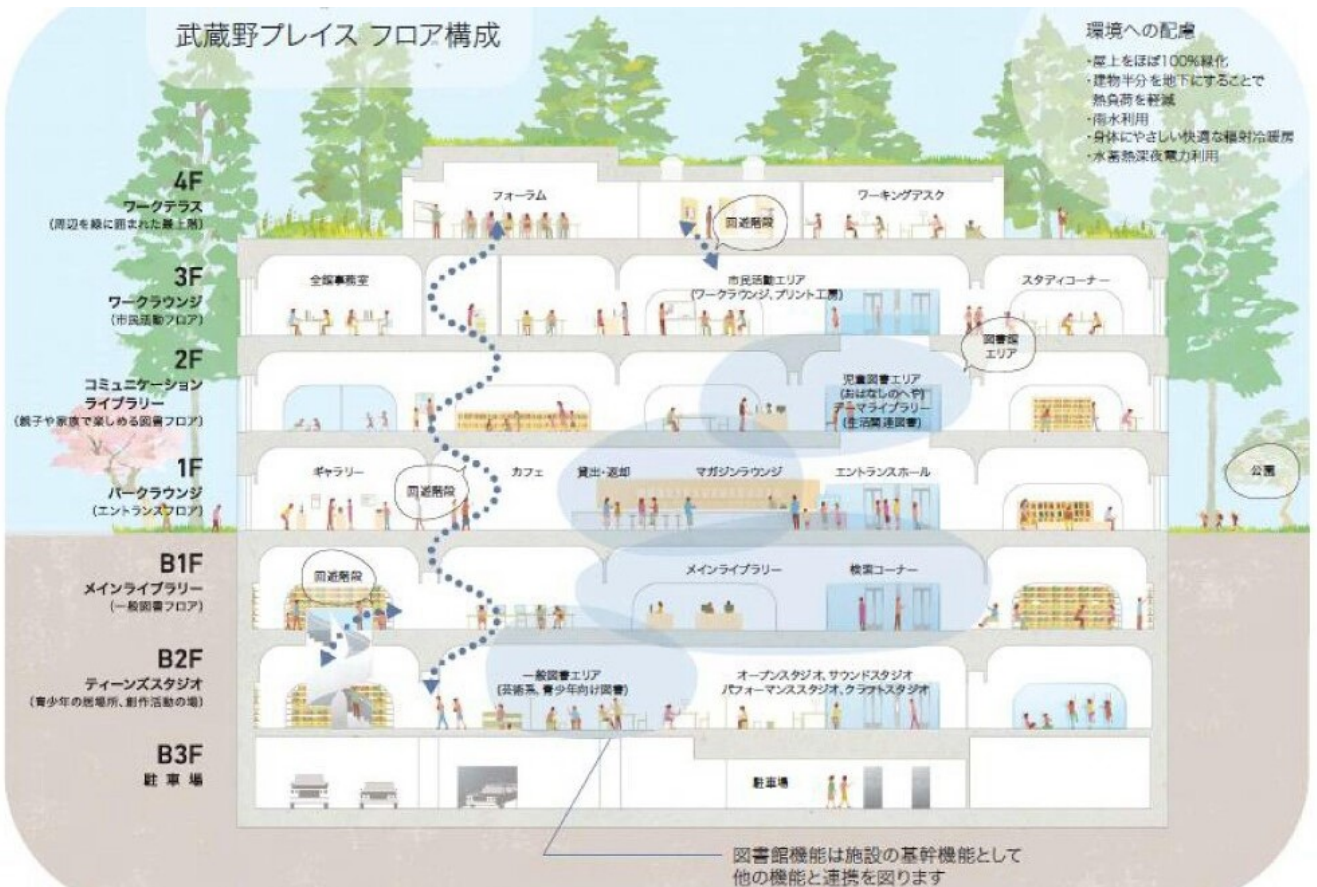 武蔵野プレイス フロア構成
環境への配慮
・屋上をほぼ100%緑化
・建物半分を地下にすることで
熱負荷を軽減
・雨水利用
・身体にやさしい快適な輻射冷暖房
・水蓄熱深夜電力利用
4F
ワークテラス
(周辺を緑に囲まれた最上階)
フォーラム
回遊階段
ワーキングデスク
3F
ワークラウンジ
(市民活動フロア)
全館事務室
市民活動エリア
(ワークラウンジ、プリント工房)
スタディコーナー
図書館
エリア
2F
コミュニケーション
ライブラリー
(親子や家族で楽しめる図書フロア)
児童図書エリア
(おはなしのへや)
テーマライブラリー
(生活関連図書)
1F
パークラウンジ
(エントランスフロア)
ギャラリー
回遊階段
カフェ
貸出・返却
マガジンラウンジ
エントランスホール
公園
B1F
メインライブラリー
(一般図書フロア)
回遊階段
メインライブラリー
検索コーナー
B2F
ティーンズスタジオ
(青少年の居場所、創作活動の場)
一般図書エリア
(芸術系、青少年向け図書)
オープンスタジオ、サウンドスタジオ
パフォーマンススタジオ、クラフトスタジオ
B3F
駐車場
駐車場
図書館機能は施設の基幹機能として
他の機能と連携を図ります